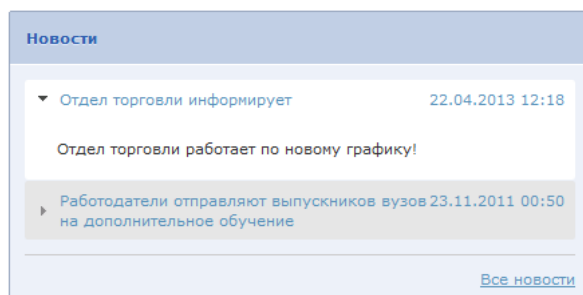 Новости
Отдел торговли информирует 22.04.2013 12:18
Отдел торговли работает по новому графику!
Работодатели отправляют выпускников вузов 23.11.2011 00:50
на дополнительное обучение
Все новости